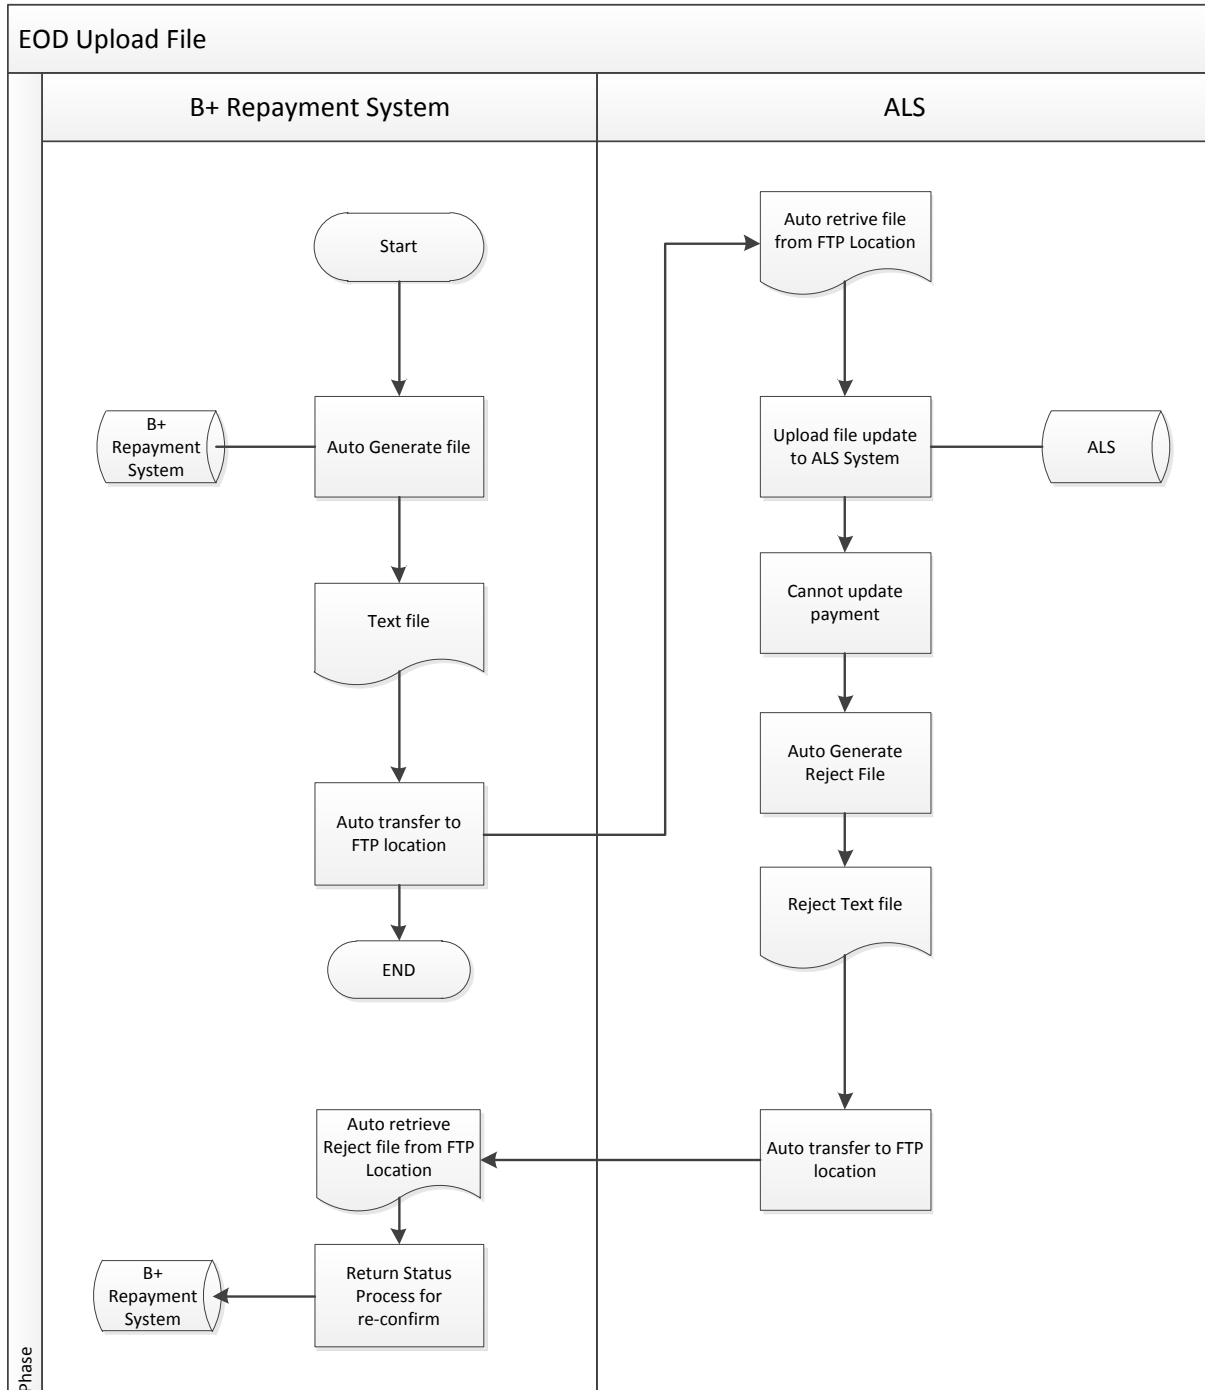 EOD Upload File
B+ Repayment System
ALS
Start
Auto Generate file
B+
Repayment
System
Text file
Auto transfer to
FTP location
END
Auto retrive file
from FTP Location
Upload file update
to ALS System
ALS
Cannot update
payment
Auto Generate
Reject File
Reject Text file
Auto transfer to FTP
location
Auto retrieve
Reject file from FTP
Location
Return Status
Process for
re-confirm
B+
Repayment
System
Phase